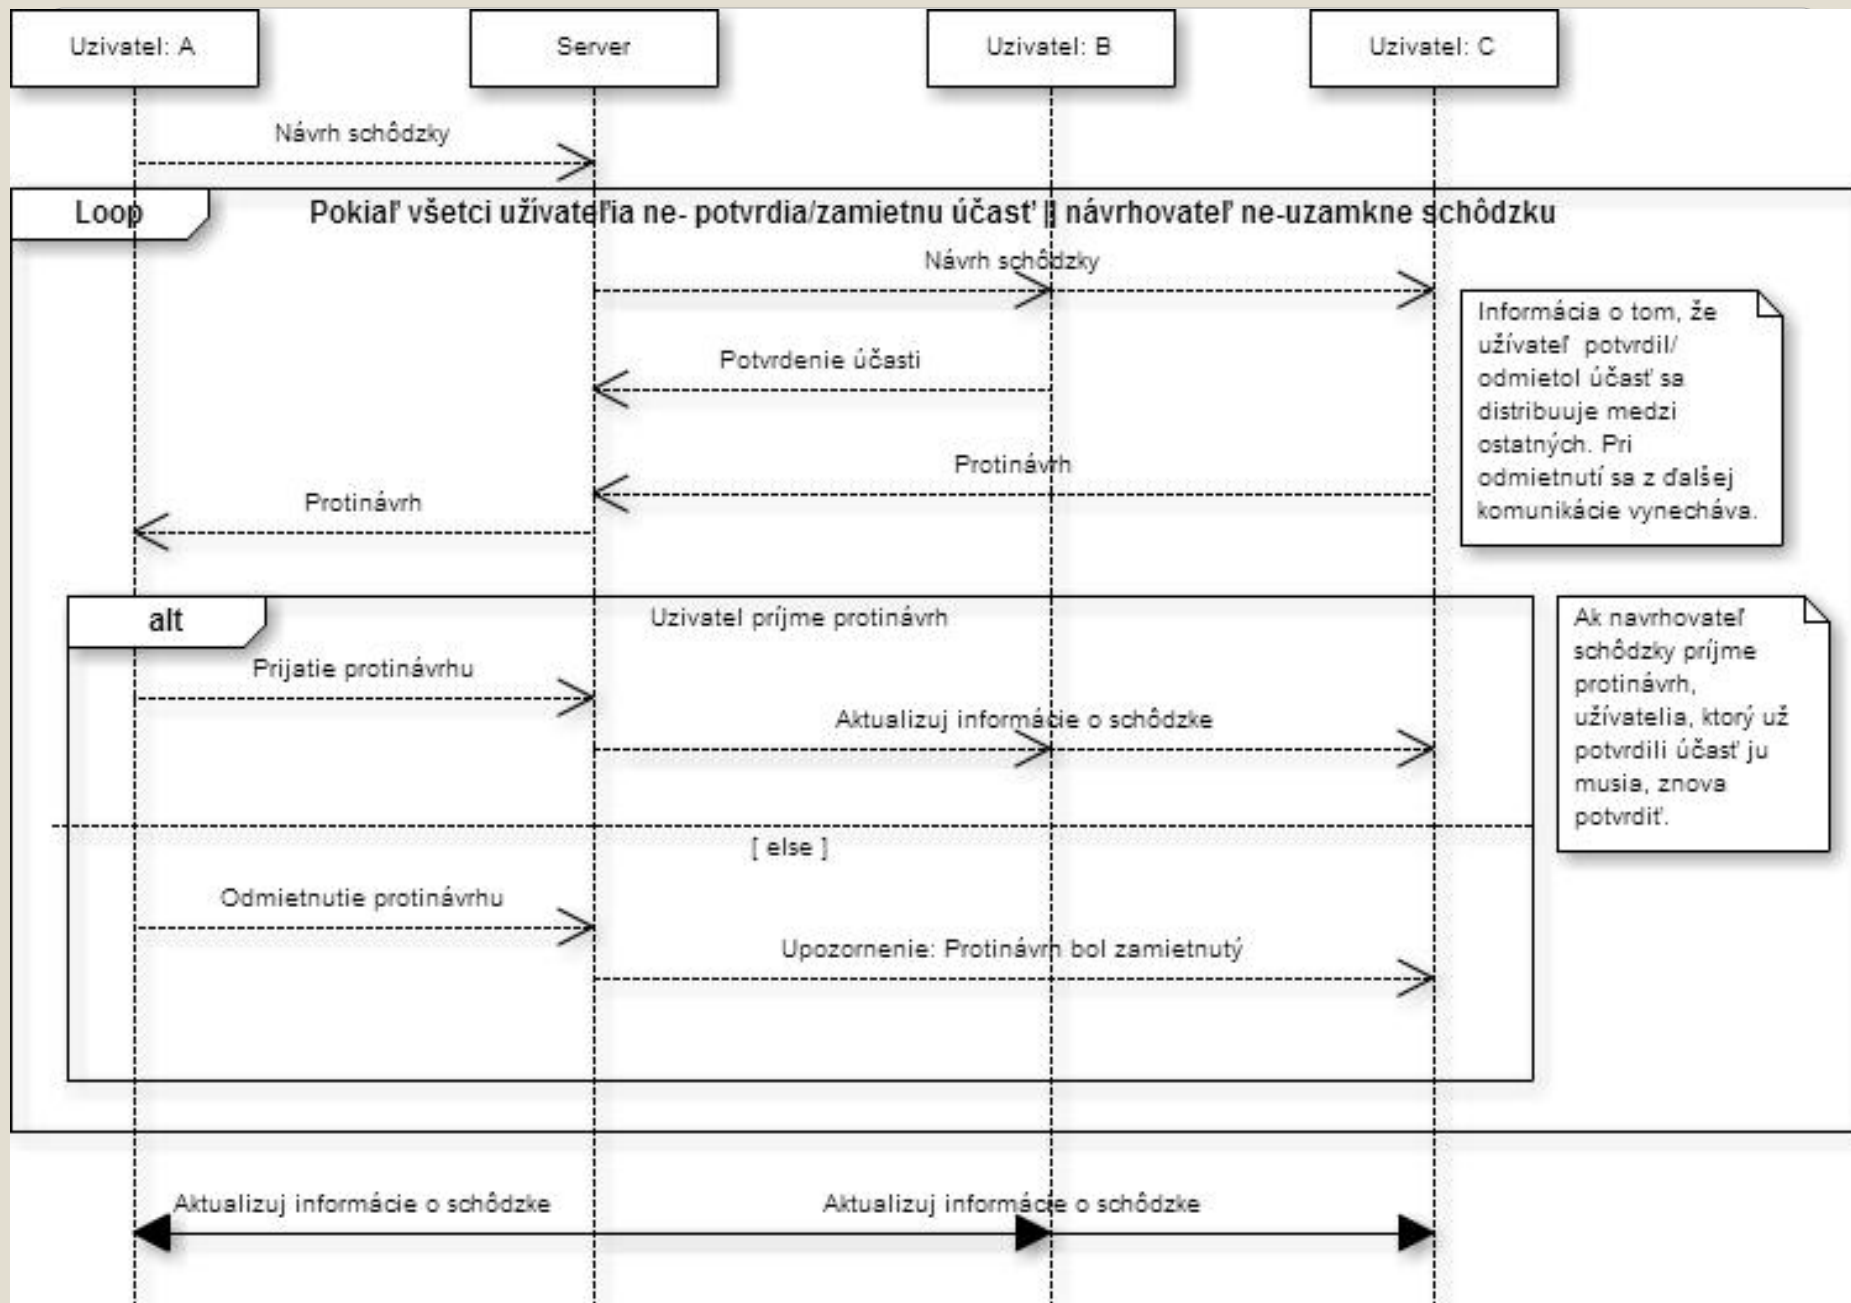 Uzivatel: A
Server
Uzivatel: B
Uzivatel: C
Návrh schôdzky
Loop
Pokiaľ všetci užívateľia ne- potvrdia/zamietnu účasť || návrhovateľ ne-uzamkne schôdzku
Návrh schôdzky
Informácia o tom, že
užívateľ potvrdil/
odmietol účasť sa
distribuuje medzi
ostatných. Pri
odmietnutí sa z ďalšej
komunikácie vynecháva.
Potvrdenie účasti
Protinávrh
Protinávrh
alt
Uzivatel príjme protinávrh
Ak navrhovateľ
schôdzky príjme
protinávrh,
užívatelia, ktorý už
potvrdili účasť ju
musia, znova
potvrdiť.
Prijatie protinávrhu
Aktualizuj informácie o schôdzke
[ else ]
Odmietnutie protinávrhu
Upozornenie: Protinávrh bol zamietnutý
Aktualizuj informácie o schôdzke
Aktualizuj informácie o schôdzke